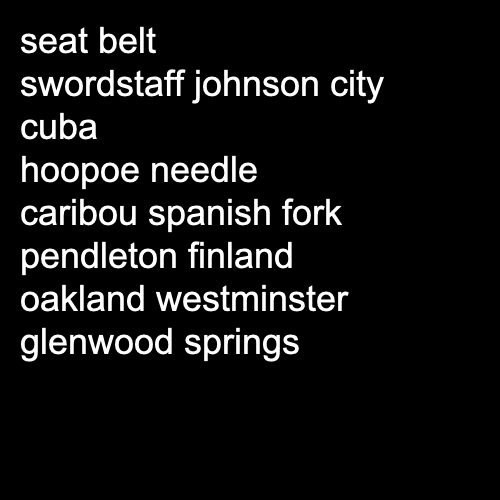 seat belt
swordstaff johnson city
cuba
hoopoe needle
caribou spanish fork
pendleton finland
oakland westminster
glenwood springs